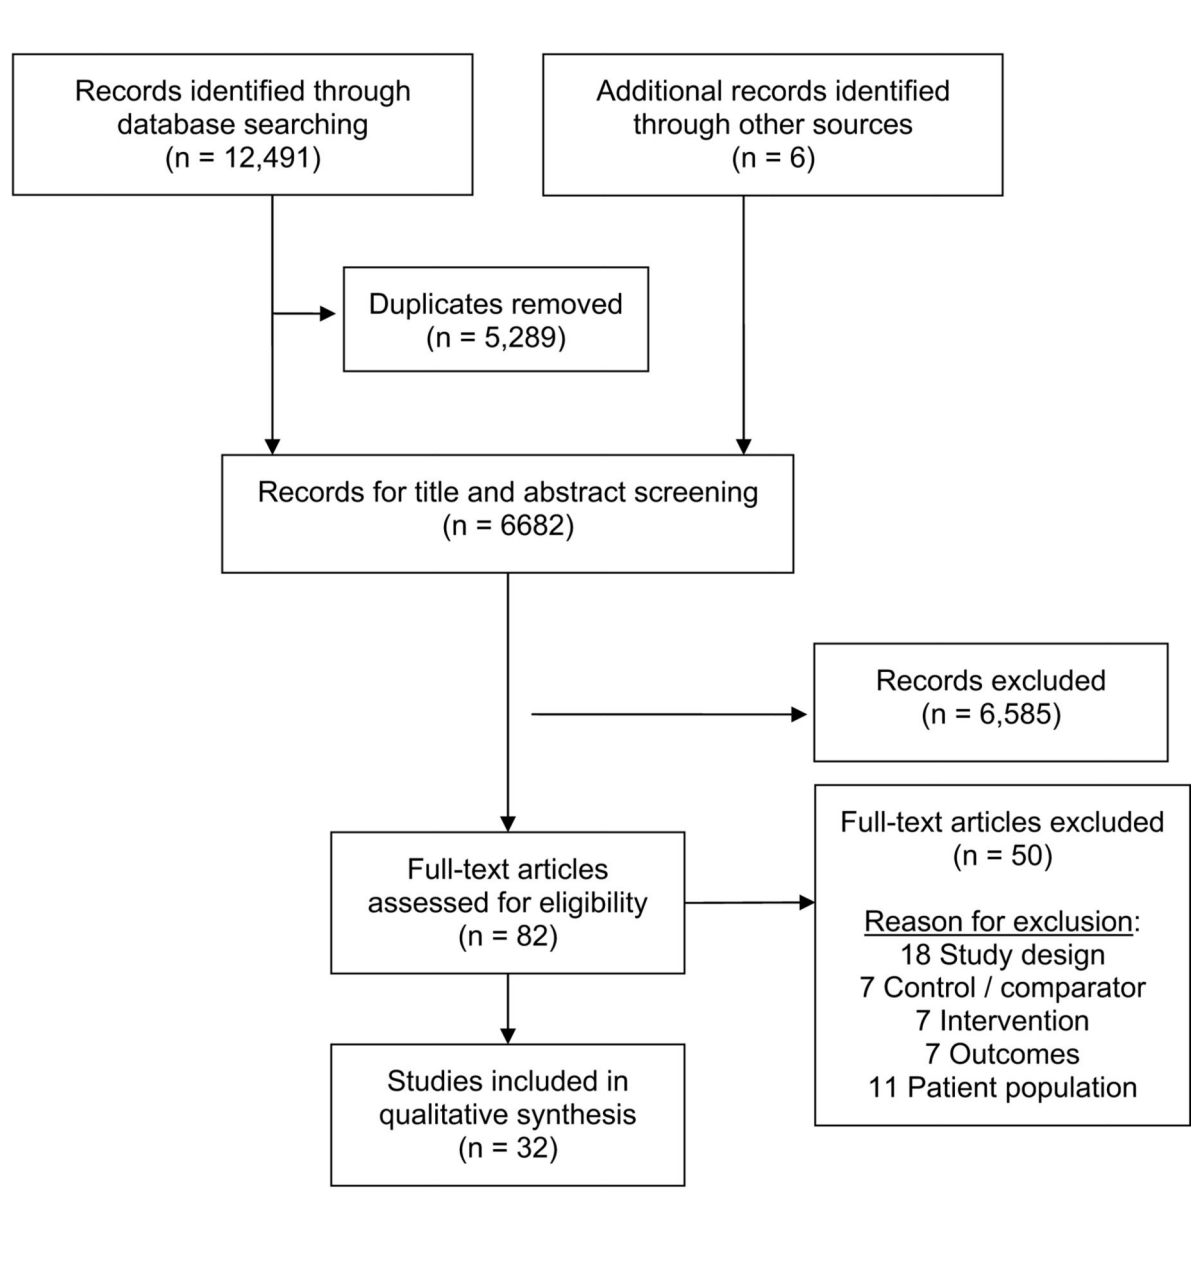 Records identified through
database searching
(n = 12,491)
Additional records identified
through other sources
(n = 6)
Duplicates removed
(n = 5,289)
Records for title and abstract screening
(n = 6682)
Records excluded
(n = 6,585)
Full-text articles
assessed for eligibility
(n = 82)
Full-text articles excluded
(n = 50)
Reason for exclusion:
18 Study design
7 Control / comparator
7 Intervention
7 Outcomes
11 Patient population
Studies included in
qualitative synthesis
(n = 32)